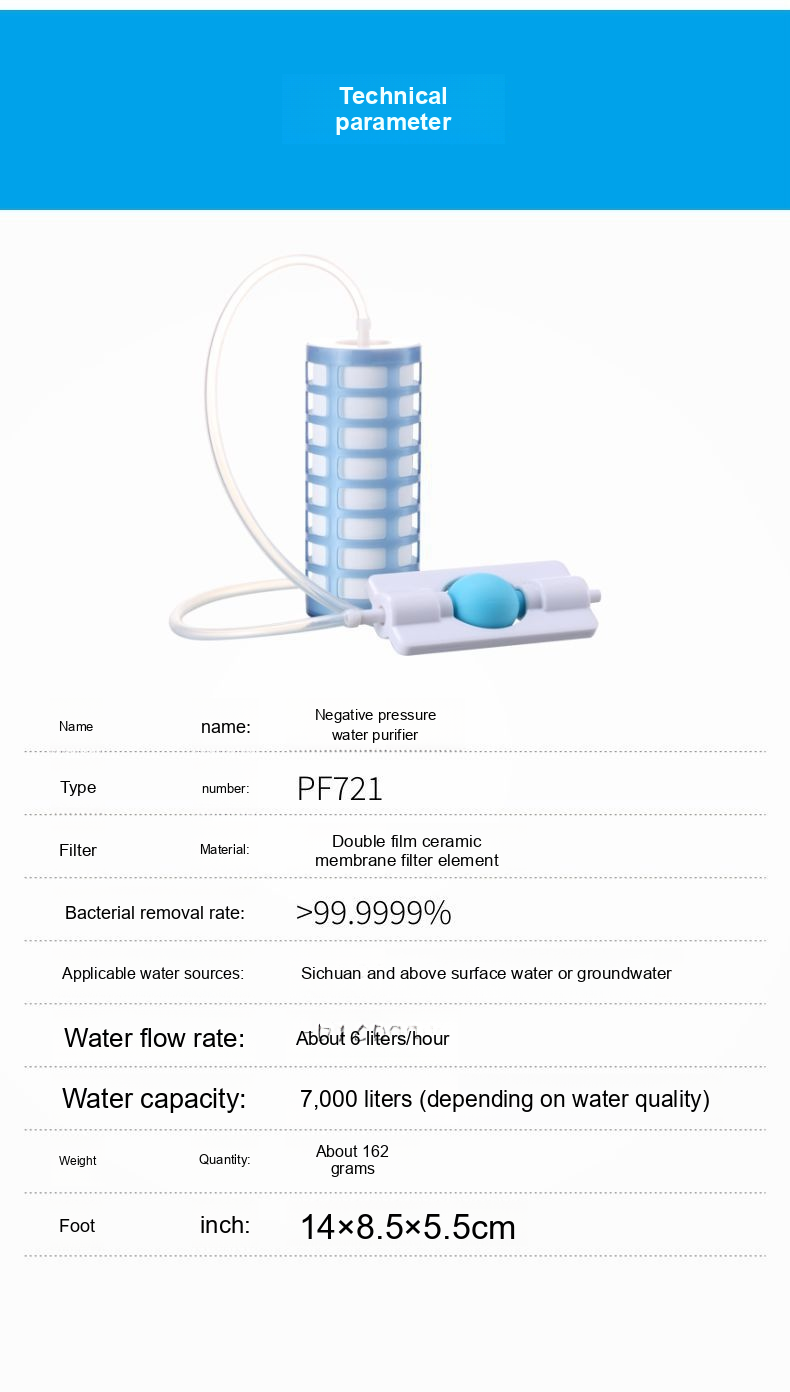 Technical
parameter
Name name: Negative pressure
water purifier
Type number: PF721
Filter Material: Double film ceramic
membrane filter element
Bacterial removal rate: >99.9999%
Applicable water sources: Sichuan and above surface water or groundwater
Water flow rate: About 6 liters/hour
Water capacity: 7,000 liters (depending on water quality)
Weight Quantity: About 162
grams
Foot inch: 14×8.5×5.5cm